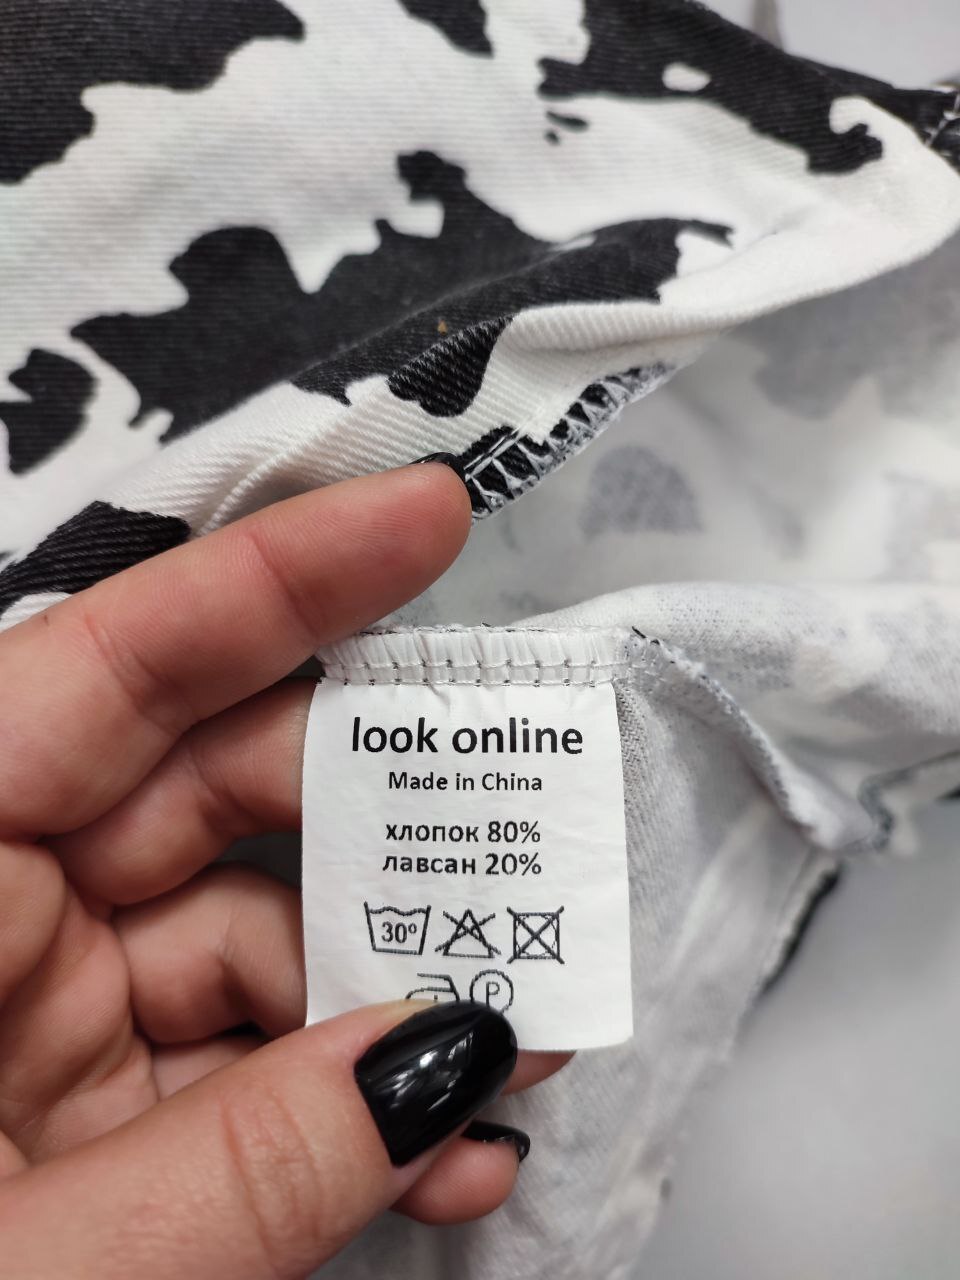 look online
Made in China
хлопок 80%
лавсан 20%
30°
P